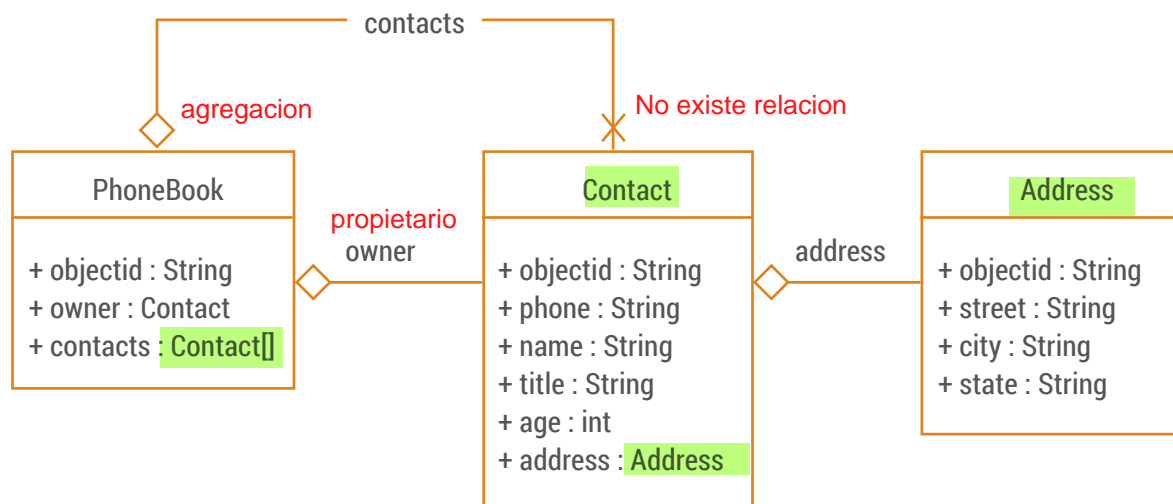 contacts
agregacion
No existe relacion
PhoneBook
+ objectid : String
+ owner : Contact
+ contacts : Contact[]
propietario
owner
Contact
+ objectid : String
+ phone : String
+ name : String
+ title : String
+ age : int
+ address : Address
address
Address
+ objectid : String
+ street : String
+ city : String
+ state : String